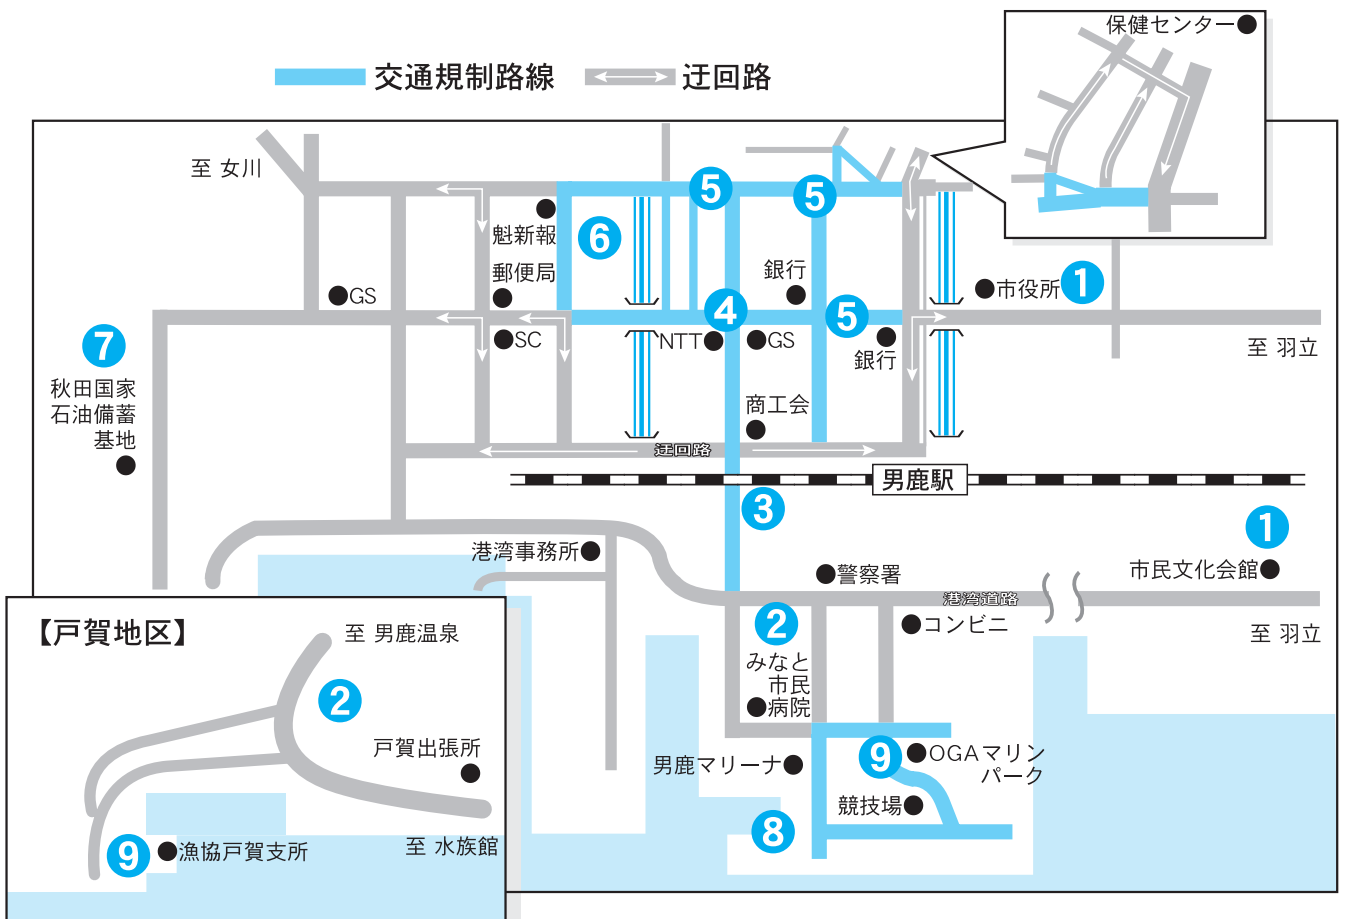 保健センター
交通規制路線
迂回路
至 女川
5
5
魁新報
6
郵便局
銀行
市役所
1
GS
4
5
7
SC
NTT
GS
銀行
至 羽立
秋田国家
石油備蓄
基地
商工会
迂回路
男鹿駅
3
1
港湾事務所
警察署
市民文化会館
港湾道路
【戸賀地区】
至 男鹿温泉
2
コンビニ
至 羽立
みなと
市民
病院
2
戸賀出張所
男鹿マリーナ
9
OGAマリン
パーク
競技場
8
至 水族館
9
漁協戸賀支所